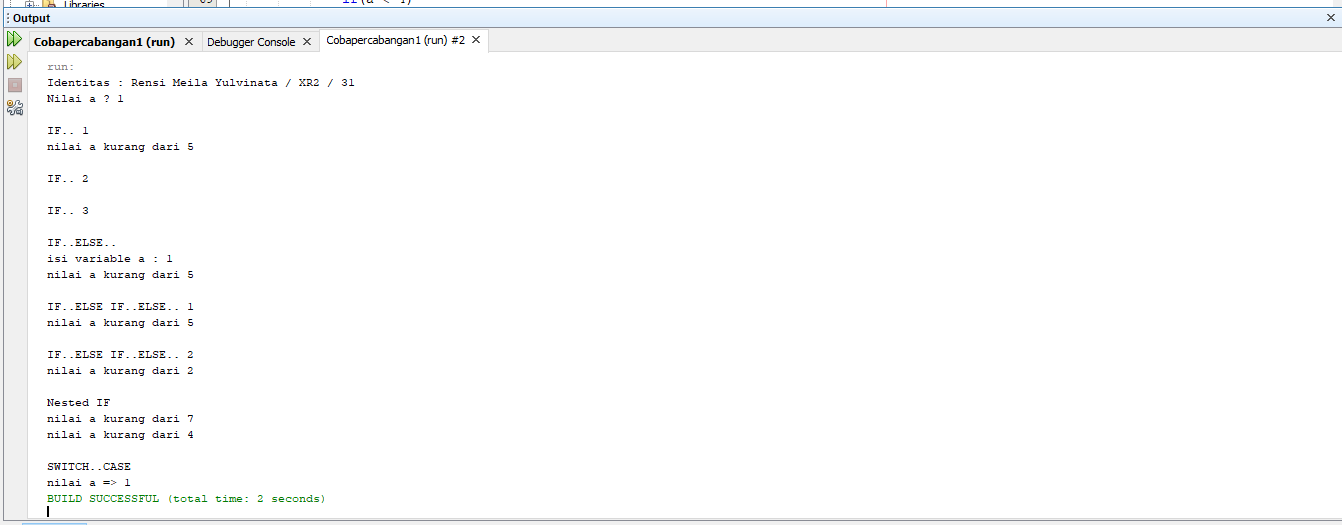 Libraries
Output
Cobapercabangan1 (run)
Debugger Console
Cobapercabangan1 (run) #2
run:
Identitas : Rensi Meila Yulvinata / XR2 / 31
Nilai a ? 1
IF.. 1
nilai a kurang dari 5
IF.. 2
IF.. 3
IF..ELSE..
isi variable a : 1
nilai a kurang dari 5
IF..ELSE IF..ELSE.. 1
nilai a kurang dari 5
IF..ELSE IF..ELSE.. 2
nilai a kurang dari 2
Nested IF
nilai a kurang dari 7
nilai a kurang dari 4
SWITCH..CASE
nilai a => 1
BUILD SUCCESSFUL (total time: 2 seconds)